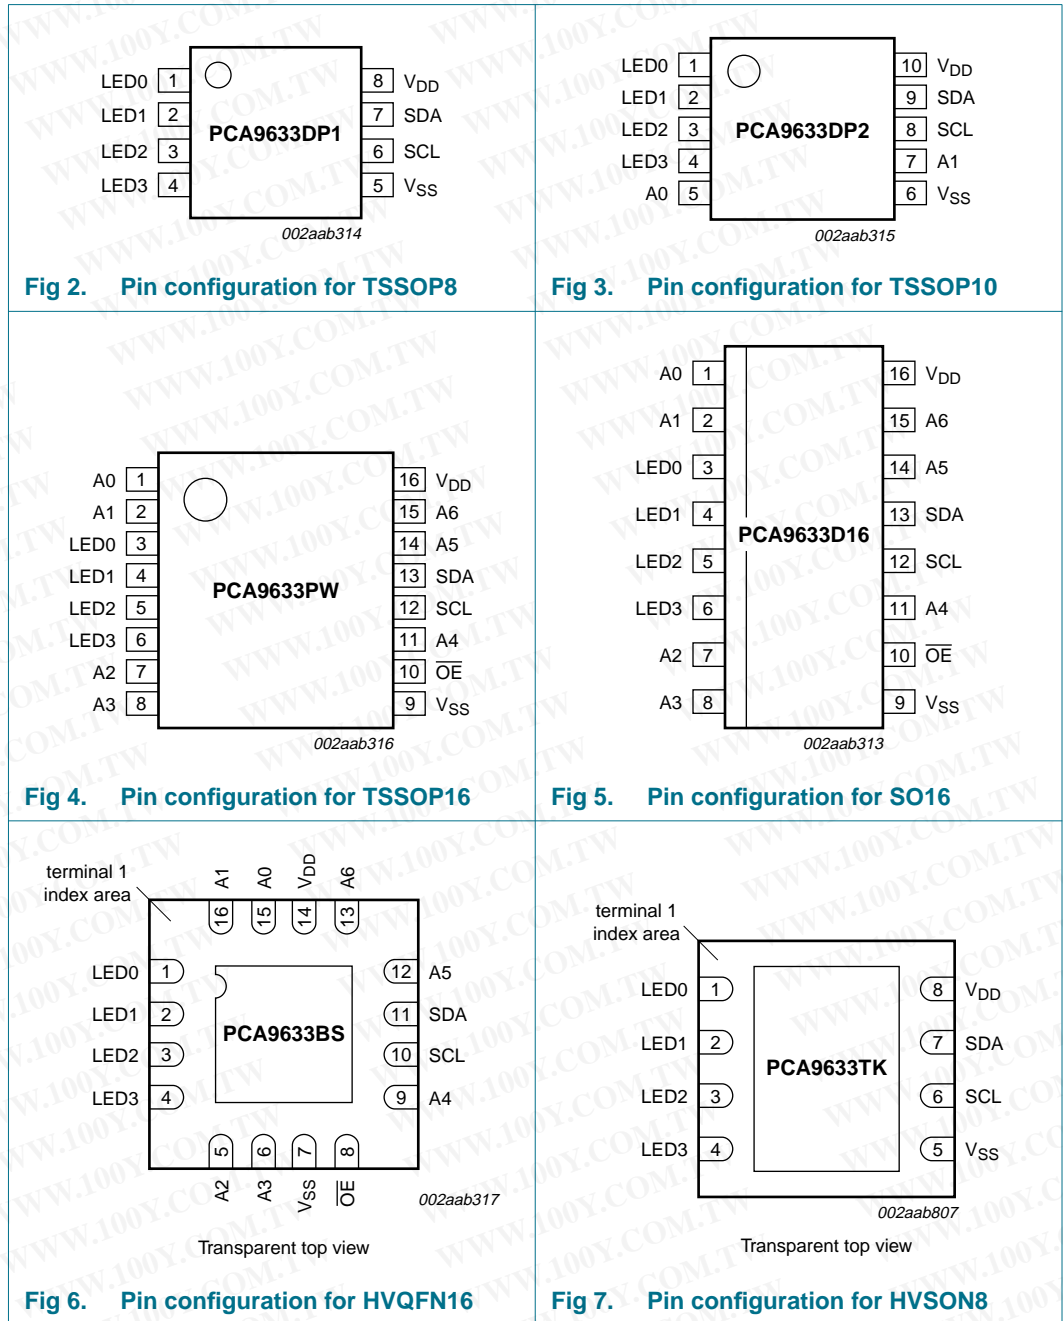 LED0 1 8 VDD
LED1 2 7 SDA
PCA9633DP1
LED2 3 6 SCL
LED3 4 5 VSS
002aab314
Fig 2. Pin configuration for TSSOP8
LED0 1 10 VDD
LED1 2 9 SDA
LED2 3 PCA9633DP2 8 SCL
LED3 4 7 A1
A0 5 6 VSS
002aab315
Fig 3. Pin configuration for TSSOP10
A0 1 16 VDD
A1 2 15 A6
LED0 3 14 A5
LED1 4 13 SDA
PCA9633PW
LED2 5 12 SCL
LED3 6 11 A4
A2 7 10 OE
A3 8 9 VSS
002aab316
Fig 4. Pin configuration for TSSOP16
A0 1 16 VDD
A1 2 15 A6
LED0 3 14 A5
LED1 4 13 SDA
PCA9633D16
LED2 5 12 SCL
LED3 6 11 A4
A2 7 10 OE
A3 8 9 VSS
002aab313
Fig 5. Pin configuration for SO16
terminal 1
index area
A1 A0 VDD A6
16 15 14 13
LED0 1 12 A5
LED1 2 11 SDA
PCA9633BS
LED2 3 10 SCL
LED3 4 9 A4
5 6 7 8
A2 A3 VSS OE
002aab317
Transparent top view
Fig 6. Pin configuration for HVQFN16
terminal 1
index area
LED0 1 8 VDD
LED1 2 7 SDA
PCA9633TK
LED2 3 6 SCL
LED3 4 5 VSS
002aab807
Transparent top view
Fig 7. Pin configuration for HVSON8
WWW.100Y.COM.TW